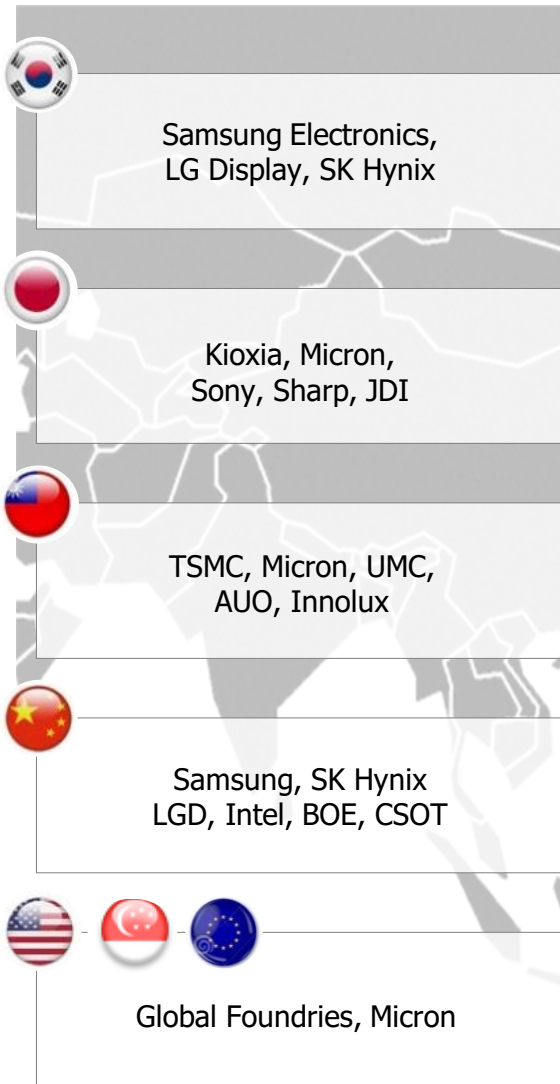 Samsung Electronics,
LG Display, SK Hynix
Kioxia, Micron,
Sony, Sharp, JDI
TSMC, Micron, UMC,
AUO, Innolux
Samsung, SK Hynix
LGD, Intel, BOE, CSOT
Global Foundries, Micron